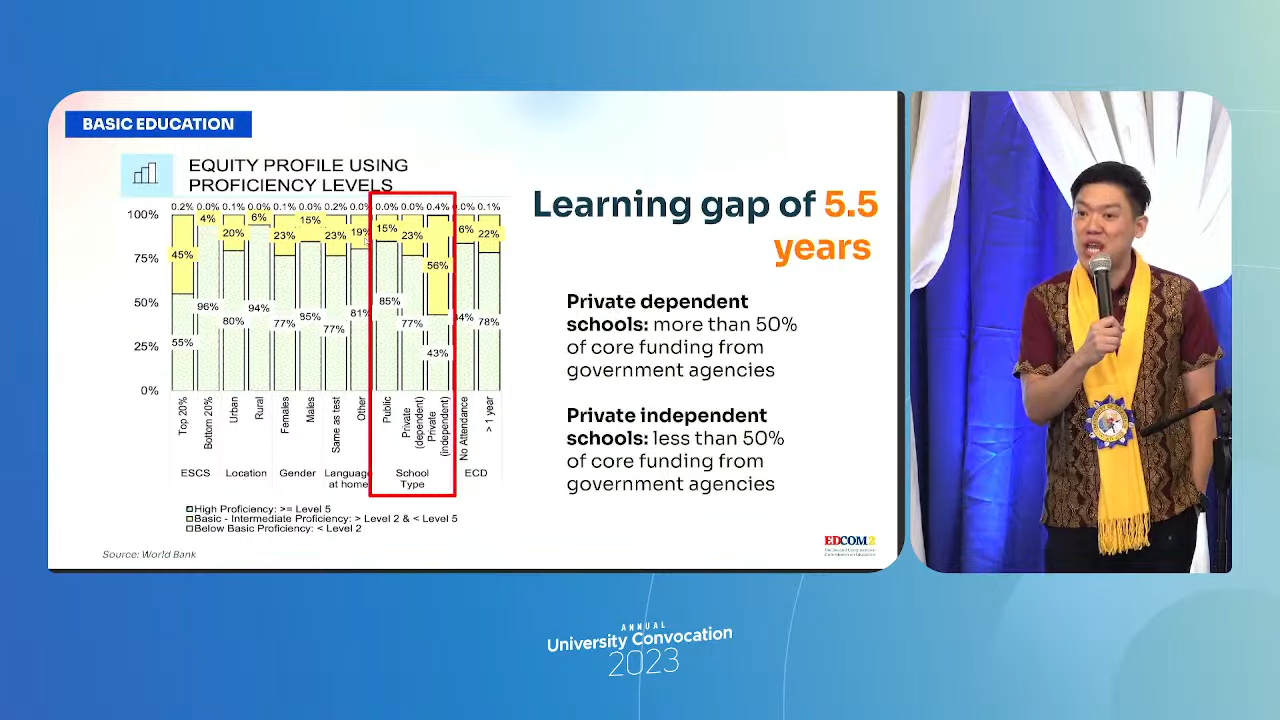 BASIC EDUCATION
EQUITY PROFILE USING
PROFICIENCY LEVELS
0.2% 0.0% 0.1% 0.0% 0.1% 0.0% 0.2% 0.0% 0.0% 0.0% 0.4% 0.0% 0.1%
100%
75%
50%
25%
0%
45% 4% 20% 6% 23% 15% 23% 19% 15% 23% 56% 6% 22%
55% 96% 80% 94% 77% 85% 77% 81% 85% 77% 43% 78%
Top 20%
Bottom 20%
Urban
Rural
Females
Males
Same as test
Other
Public
Private
(dependent)
Private
(independent)
No Attendance
> 1 year
ESCS Location Gender Language
at home
School
Type
ECD
High Proficiency: >= Level 5
Basic - Intermediate Proficiency: > Level 2 & < Level 5
Below Basic Proficiency: < Level 2
Source: World Bank
Learning gap of 5.5
years
Private dependent
schools: more than 50%
of core funding from
government agencies
Private independent
schools: less than 50%
of core funding from
government agencies
EDCOM2
ANNUAL
University Convocation
2023